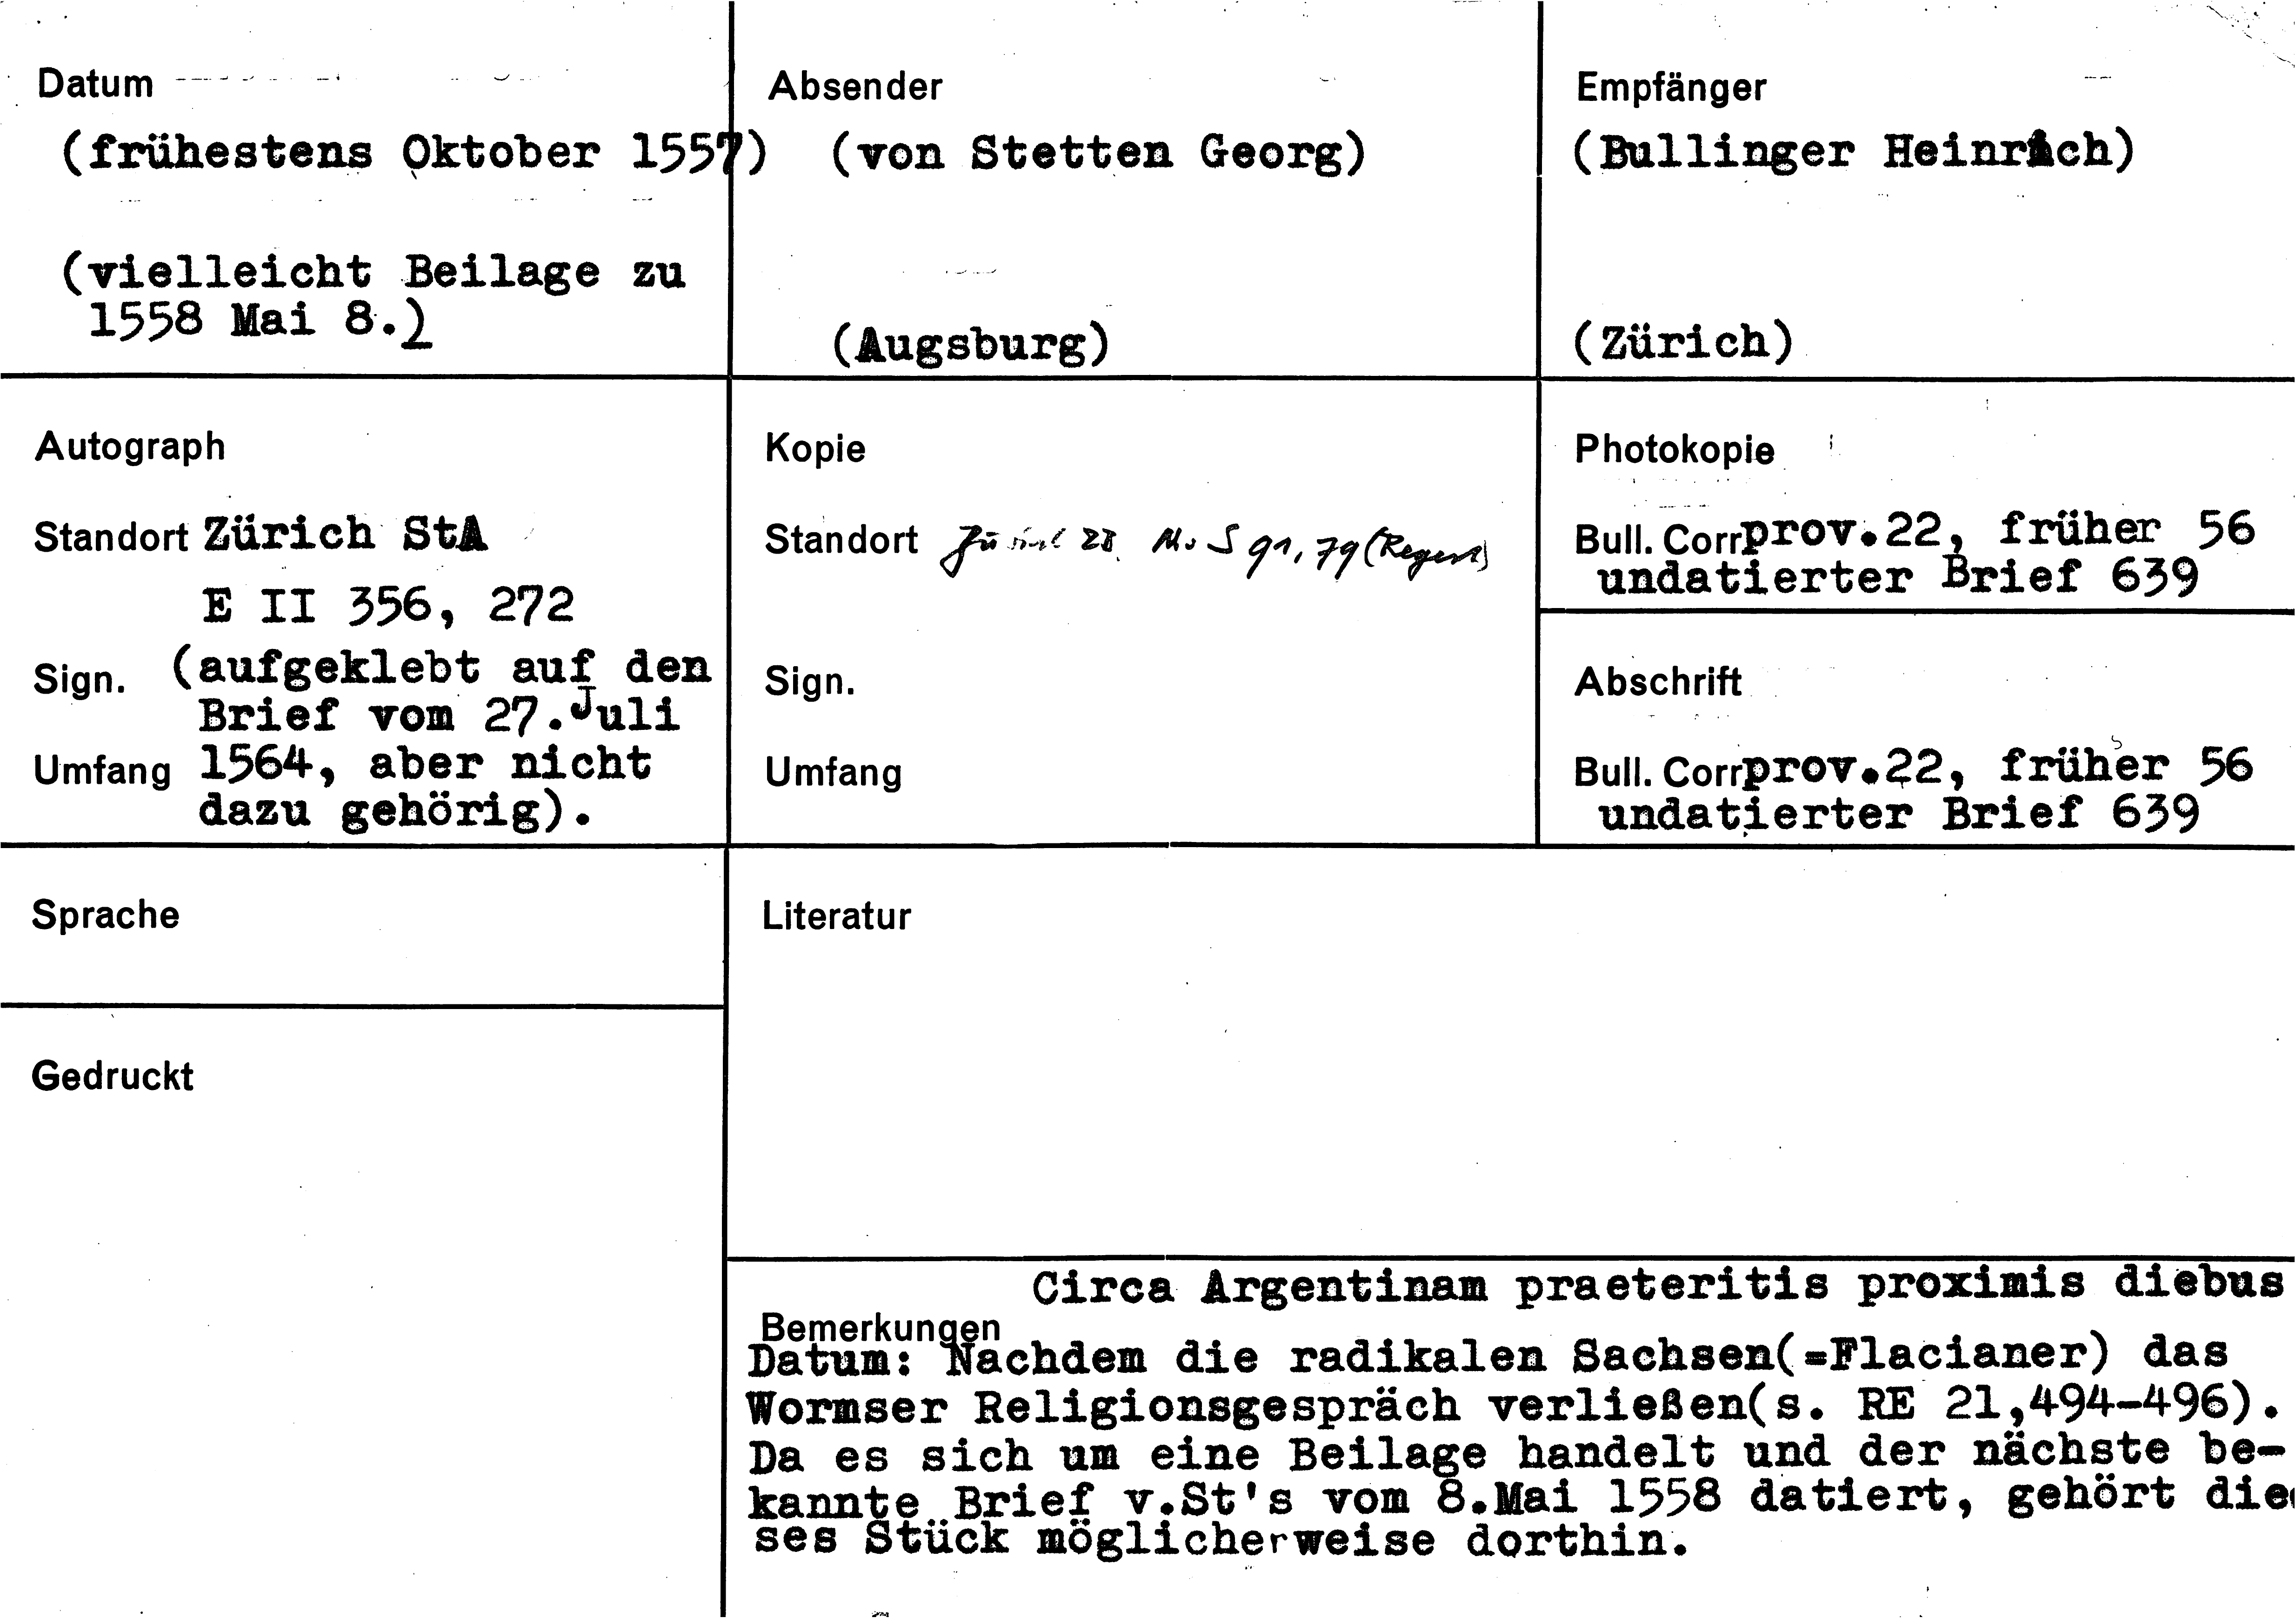 Datum
(frühestens Oktober 1557)
(vielleicht Beilage zu
1558 Mai 8.)
Absender
(von Stetten Georg)
(Augsburg)
Empfänger
(Bullinger Heinrich)
(Zürich)
Autograph
Standort Zürich StA
E II 356, 272
Sign. (aufgeklebt auf den
Brief vom 27.Juli
Umfang 1564, aber nicht
dazu gehörig).
Kopie
Standort Zürich ZB Ms S 91, 79 (Regest)
Sign.
Umfang
Photokopie
Bull. Corr prov.22, früher 56
undatierter Brief 639
Abschrift
Bull. Corr prov.22, früher 56
undatierter Brief 639
Sprache
Gedruckt
Literatur
Circa Argentinam praeteritis proximis diebus
Bemerkungen
Datum: Nachdem die radikalen Sachsen(=Flacianer) das
Wormser Religionsgespräch verließen(s. RE 21,494-496).
Da es sich um eine Beilage handelt und der nächste be-
kannte Brief v.St's vom 8.Mai 1558 datiert, gehört die-
ses Stück möglicherweise dorthin.